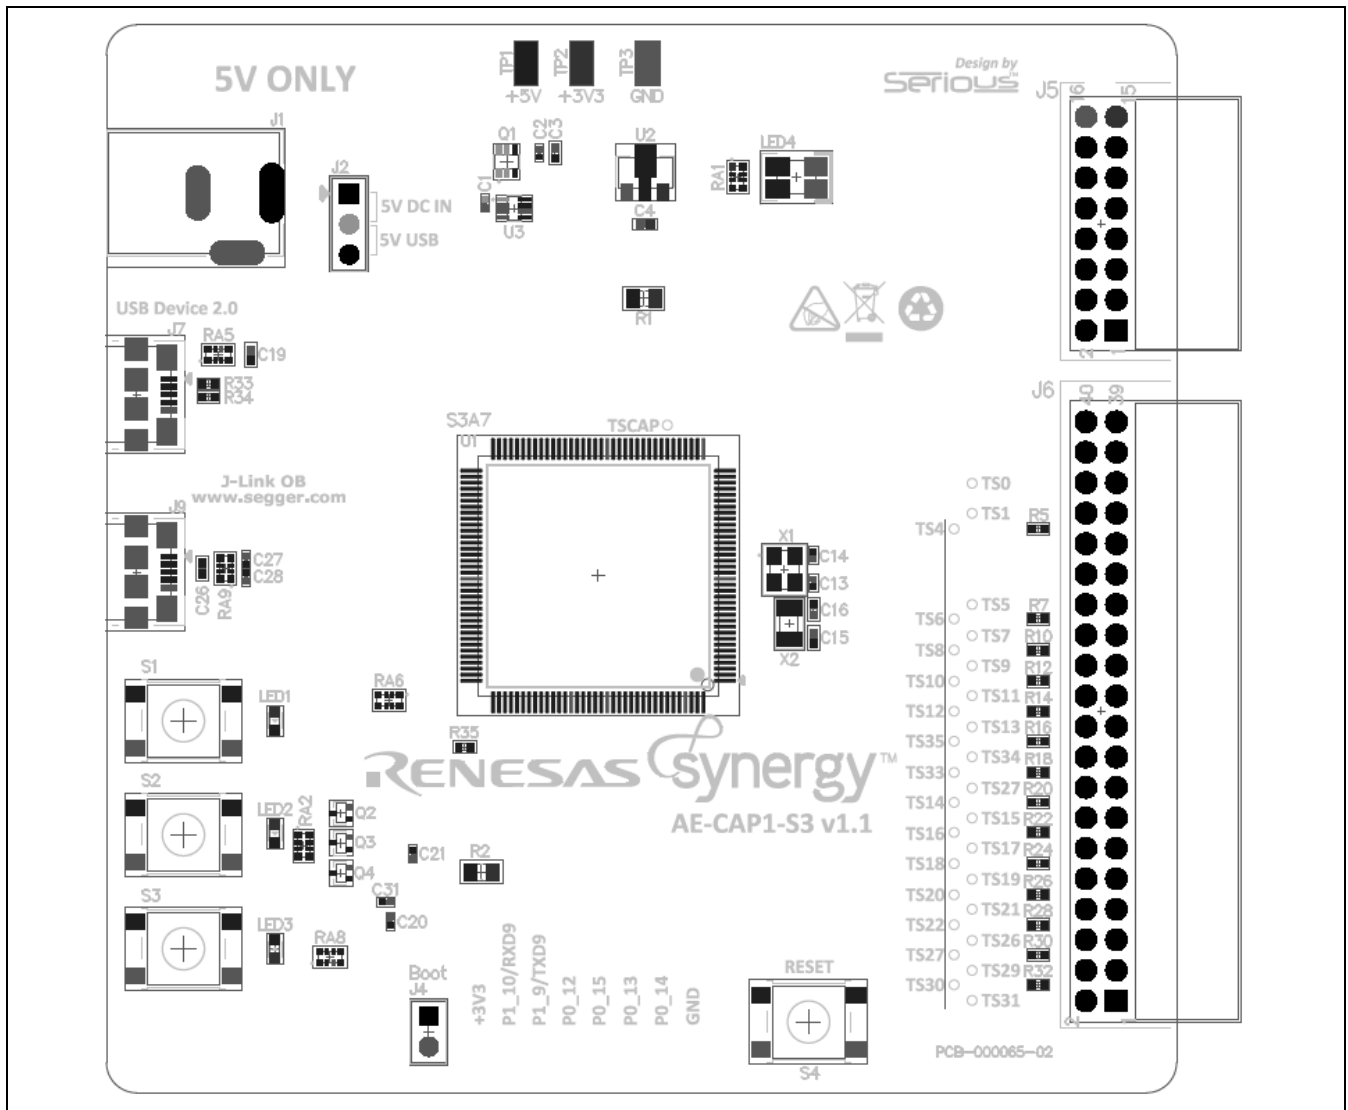 5V ONLY
TP1
TP2
TP3
+5V
+3V3
GND
Design by
Serious™
J5
16
15
J1
J2
5V DC IN
5V USB
Q1
C2
C3
U2
RA1
LED4
C1
U3
C4
R1
2
1
USB Device 2.0
J7
RA5
C19
R33
R34
J6
40
39
S3A7
U1
TSCAP
J-Link OB
www.segger.com
J9
C27
C28
C26
RA9
TS0
TS1
TS4
R5
X1
C14
C13
C16
C15
X2
TS5
R7
TS6
TS7
R10
TS8
TS9
R12
TS10
TS11
R14
TS12
TS13
R16
TS35
TS34
R18
TS33
TS27
R20
TS14
TS15
R22
TS16
TS17
R24
TS18
TS19
R26
TS20
TS21
R28
TS22
TS26
R30
TS27
TS29
R32
TS30
TS31
S1
LED1
RA6
R35
RENESAS Synergy™
AE-CAP1-S3 v1.1
S2
LED2
RA2
Q2
Q3
Q4
C21
R2
S3
LED3
RA8
C31
C20
Boot
J4
+3V3
P1_10/RXD9
P1_9/TXD9
P0_12
P0_15
P0_13
P0_14
GND
RESET
S4
2
1
PCB-000065-02